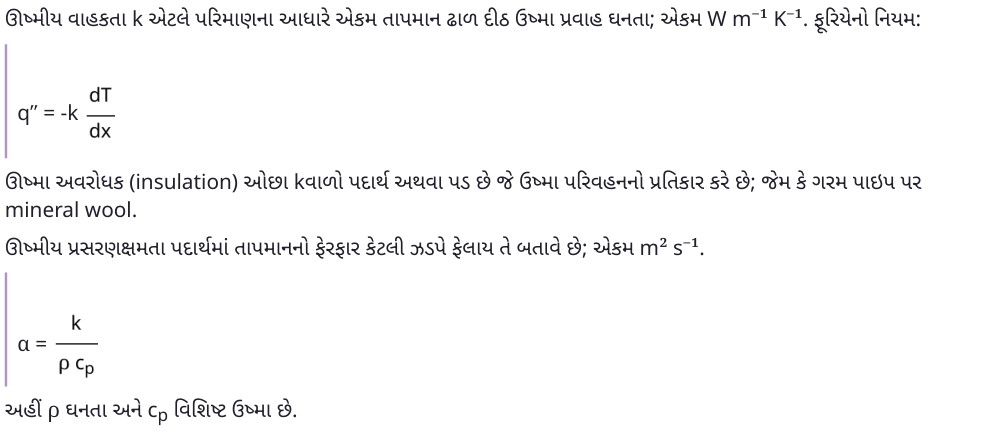 ઊષ્મીય વાહકતા k એટલે પરિમાણના આધારે એકમ તાપમાન ઢાળ દીઠ ઉષ્મા પ્રવાહ ઘનતા; એકમ W m⁻¹ K⁻¹. ફૂરિયેનો નિયમ:
q″ = -k dT/dx
ઊષ્મા અવરોધક (insulation) ઓછા kવાળો પદાર્થ અથવા પડ છે જે ઉષ્મા પરિવહનનો પ્રતિકાર કરે છે; જેમ કે ગરમ પાઇપ પર
mineral wool.
ઊષ્મીય પ્રસરણક્ષમતા પદાર્થમાં તાપમાનનો ફેરફાર કેટલી ઝડપે ફેલાય તે બતાવે છે; એકમ m² s⁻¹.
α = k/ρ cₚ
અહીં ρ ઘનતા અને cₚ વિશિષ્ટ ઉષ્મા છે.